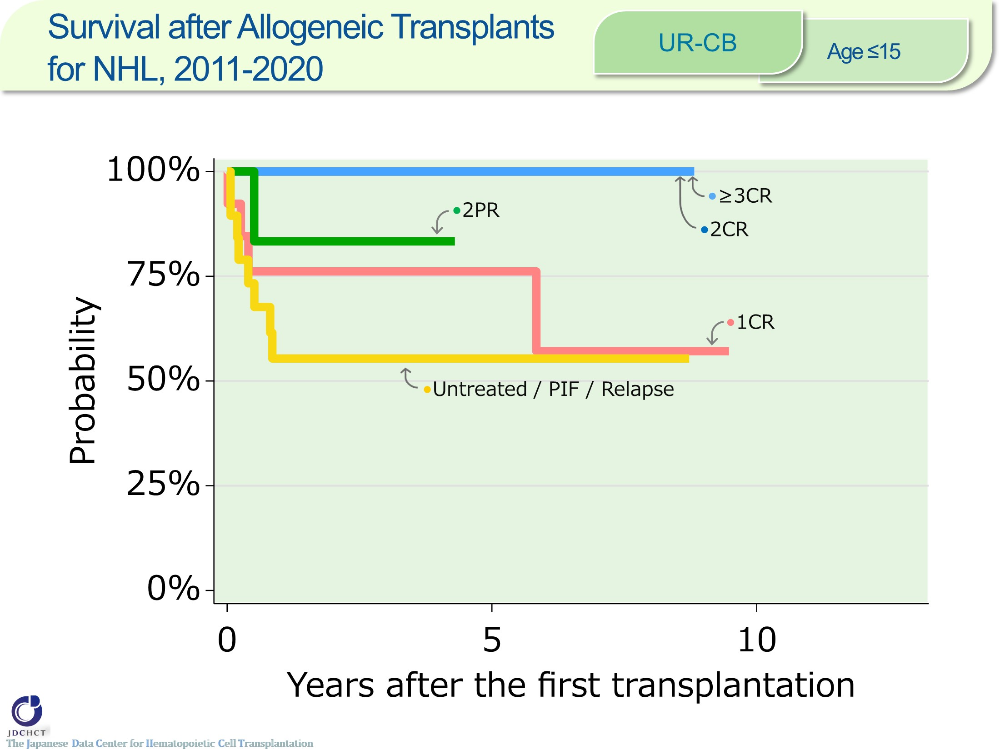 Survival after Allogeneic Transplants
for NHL, 2011-2020
UR-CB
Age ≤15
100%
75%
50%
25%
0%
Probability
≥3CR
2PR
2CR
1CR
Untreated / PIF / Relapse
0
5
10
Years after the first transplantation
JDCHCT
The Japanese Data Center for Hematopoietic Cell Transplantation